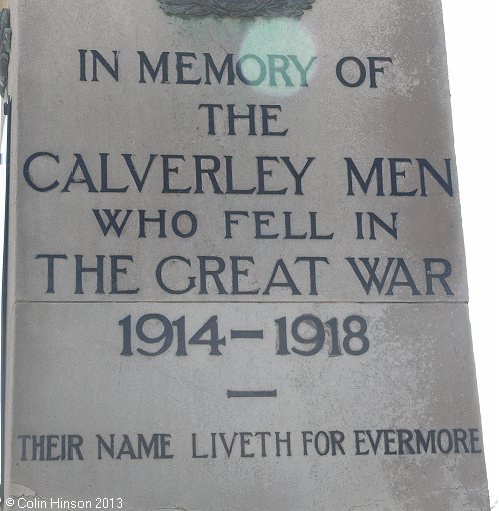 IN MEMORY OF
THE
CALVERLEY MEN
WHO FELL IN
THE GREAT WAR
1914–1918
THEIR NAME LIVETH FOR EVERMORE
©Colin Hinson 2013